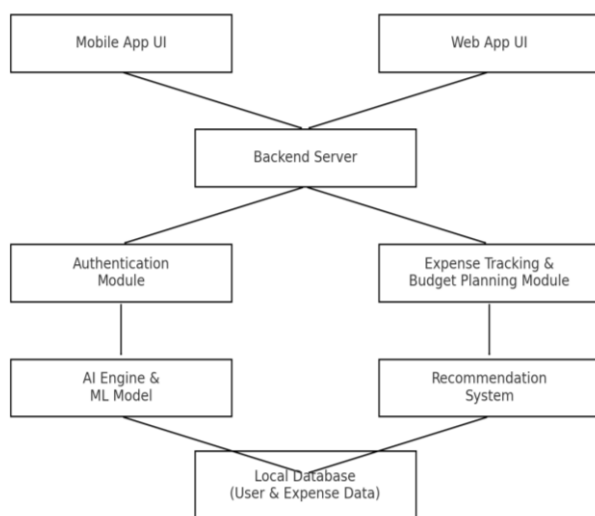 Mobile App UI
Web App UI
Backend Server
Authentication
Module
Expense Tracking &
Budget Planning Module
AI Engine &
ML Model
Recommendation
System
Local Database
(User & Expense Data)